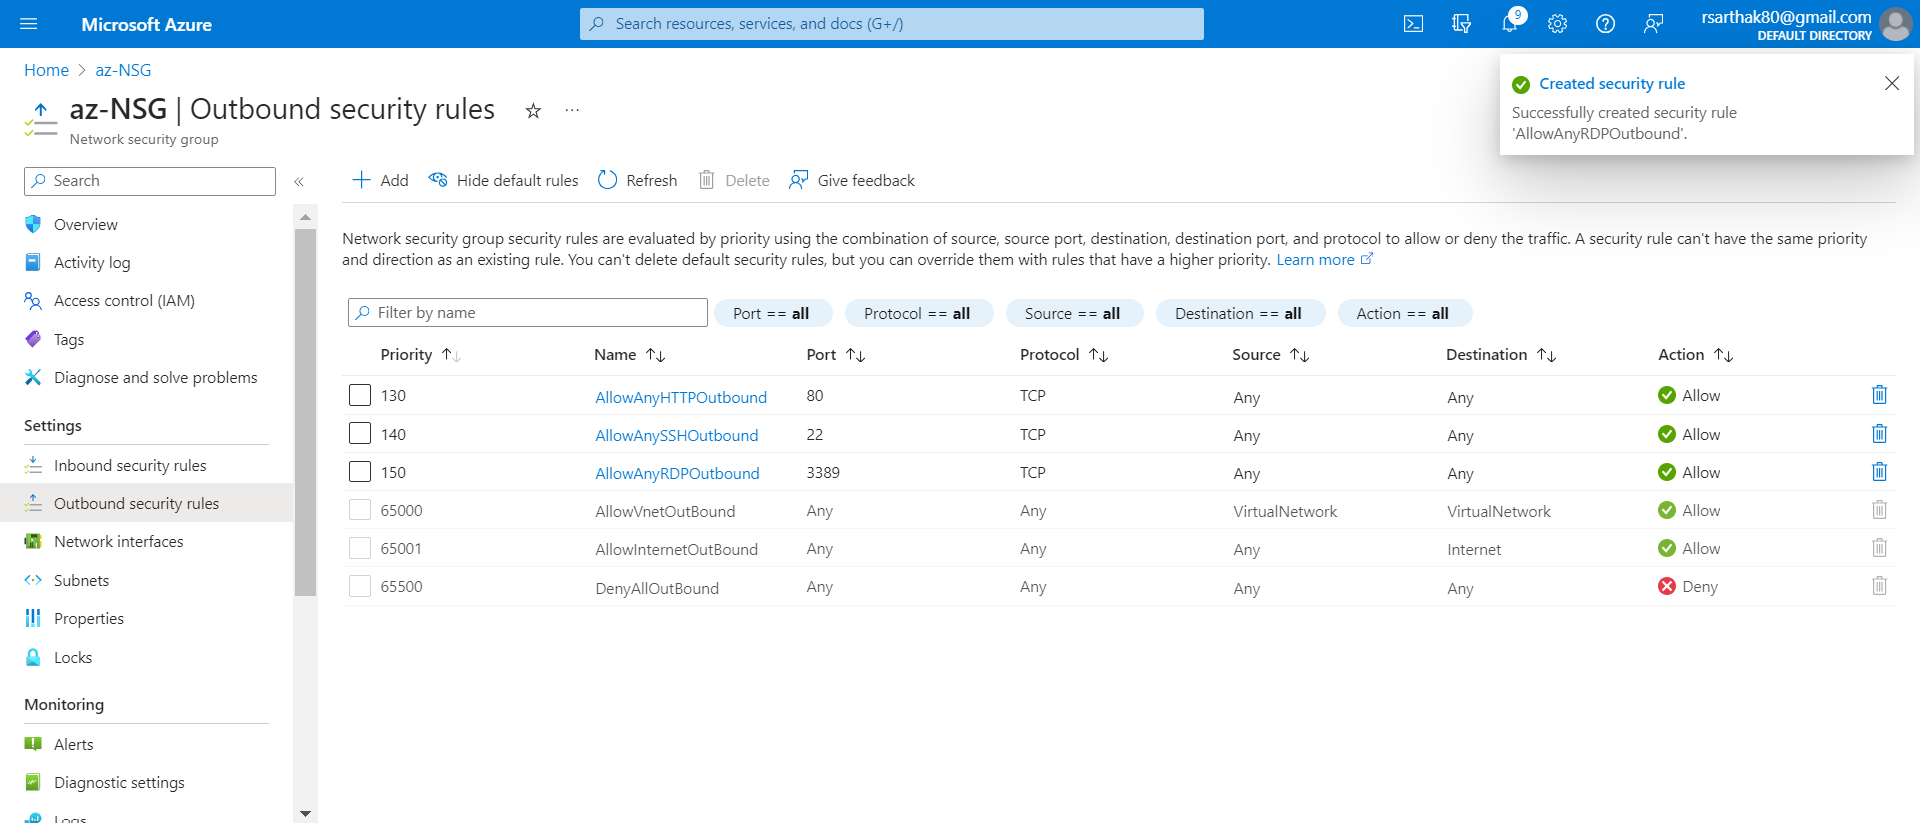 Microsoft Azure
Search resources, services, and docs (G+/)
9
rsarthak80@gmail.com
DEFAULT DIRECTORY
Home > az-NSG
az-NSG | Outbound security rules ☆ ...
Network security group
Created security rule
Successfully created security rule
'AllowAnyRDPOutbound'.
Search
«
Overview
Activity log
Access control (IAM)
Tags
Diagnose and solve problems
Settings
Inbound security rules
Outbound security rules
Network interfaces
Subnets
Properties
Locks
Monitoring
Alerts
Diagnostic settings
Logs
+ Add Hide default rules Refresh Delete Give feedback
Network security group security rules are evaluated by priority using the combination of source, source port, destination, destination port, and protocol to allow or deny the traffic. A security rule can't have the same priority
and direction as an existing rule. You can't delete default security rules, but you can override them with rules that have a higher priority. Learn more
Filter by name Port == all Protocol == all Source == all Destination == all Action == all
Priority ↑↓ Name ↑↓ Port ↑↓ Protocol ↑↓ Source ↑↓ Destination ↑↓ Action ↑↓
130 AllowAnyHTTPOutbound 80 TCP Any Any Allow
140 AllowAnySSHOutbound 22 TCP Any Any Allow
150 AllowAnyRDPOutbound 3389 TCP Any Any Allow
65000 AllowVnetOutBound Any Any VirtualNetwork VirtualNetwork Allow
65001 AllowInternetOutBound Any Any Any Internet Allow
65500 DenyAllOutBound Any Any Any Any Deny